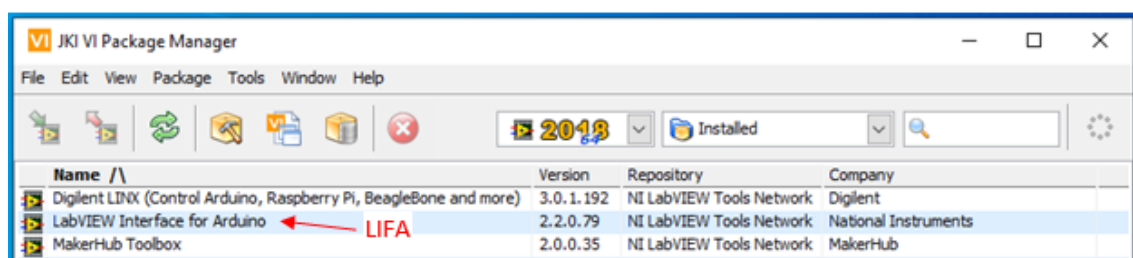 VI JKI VI Package Manager
File Edit View Package Tools Window Help
2018 64 Installed
Name /\ Version Repository Company
Digilent LINX (Control Arduino, Raspberry Pi, BeagleBone and more) 3.0.1.192 NI LabVIEW Tools Network Digilent
LabVIEW Interface for Arduino LIFA 2.2.0.79 NI LabVIEW Tools Network National Instruments
MakerHub Toolbox 2.0.0.35 NI LabVIEW Tools Network MakerHub